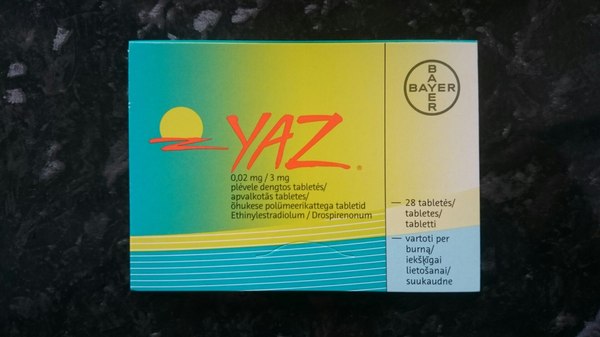 YAZ®
0,02 mg / 3 mg
plėvele dengtos tabletės/
apvalkotās tabletes/
õhukese polümeerikattega tabletid
Ethinylestradiolum / Drospirenonum
BAYER
BAYER
— 28 tabletės/
tabletes/
tabletti
— vartoti per
burną/
iekšķīgai
lietošanai/
suukaudne